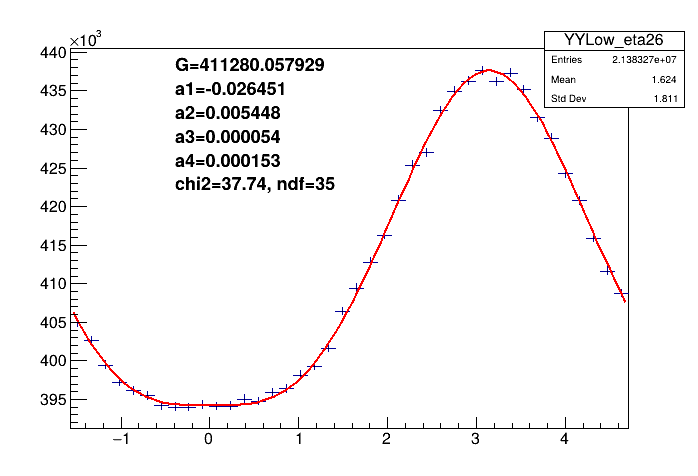 ×10³
YYLow_eta26
Entries 2.138327e+07
Mean 1.624
Std Dev 1.811
G=411280.057929
a1=-0.026451
a2=0.005448
a3=0.000054
a4=0.000153
chi2=37.74, ndf=35
440
435
430
425
420
415
410
405
400
395
−1 0 1 2 3 4